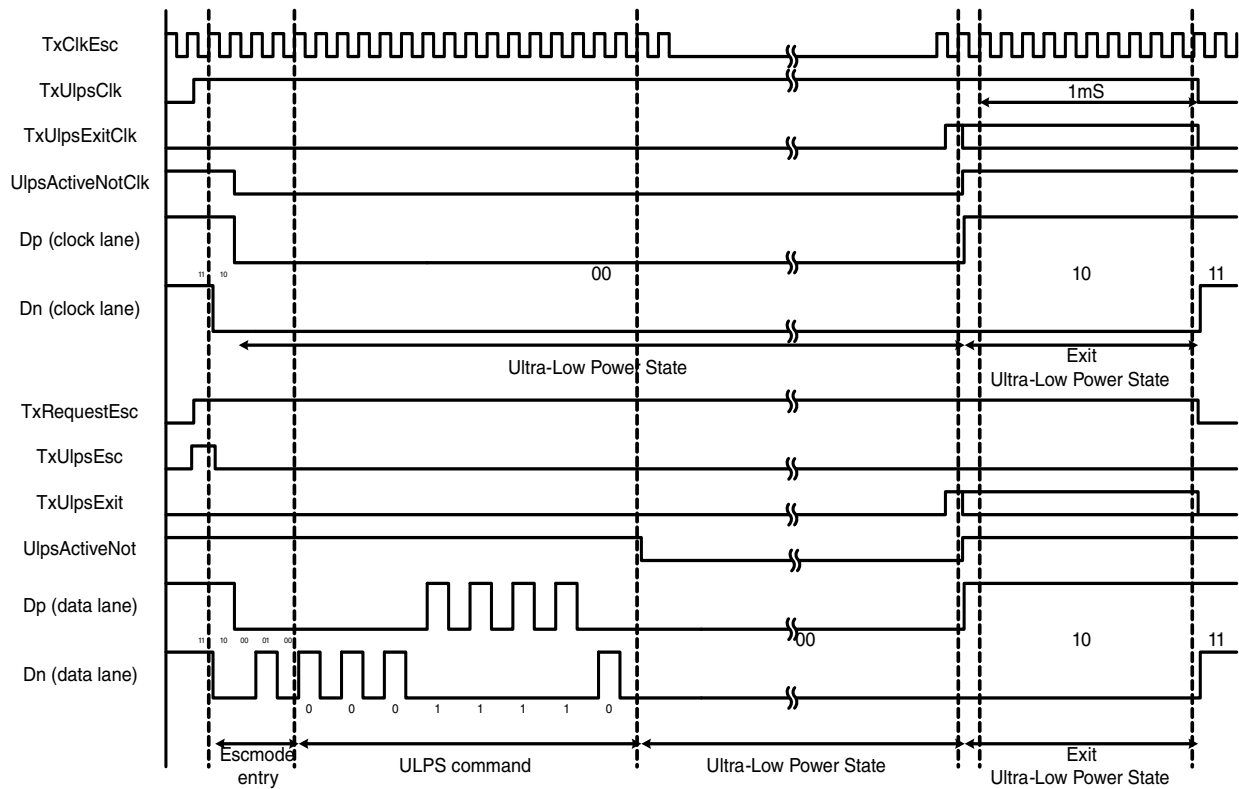 TxClkEsc
TxUlpsClk
1mS
TxUlpsExitClk
UlpsActiveNotClk
Dp (clock lane)
11 10 00 10 11
Dn (clock lane)
Ultra-Low Power State
Exit
Ultra-Low Power State
TxRequestEsc
TxUlpsEsc
TxUlpsExit
UlpsActiveNot
Dp (data lane)
11 10 00 01 00 00 10 11
Dn (data lane)
0 0 0 1 1 1 1 0
Escmode
entry
ULPS command
Ultra-Low Power State
Exit
Ultra-Low Power State